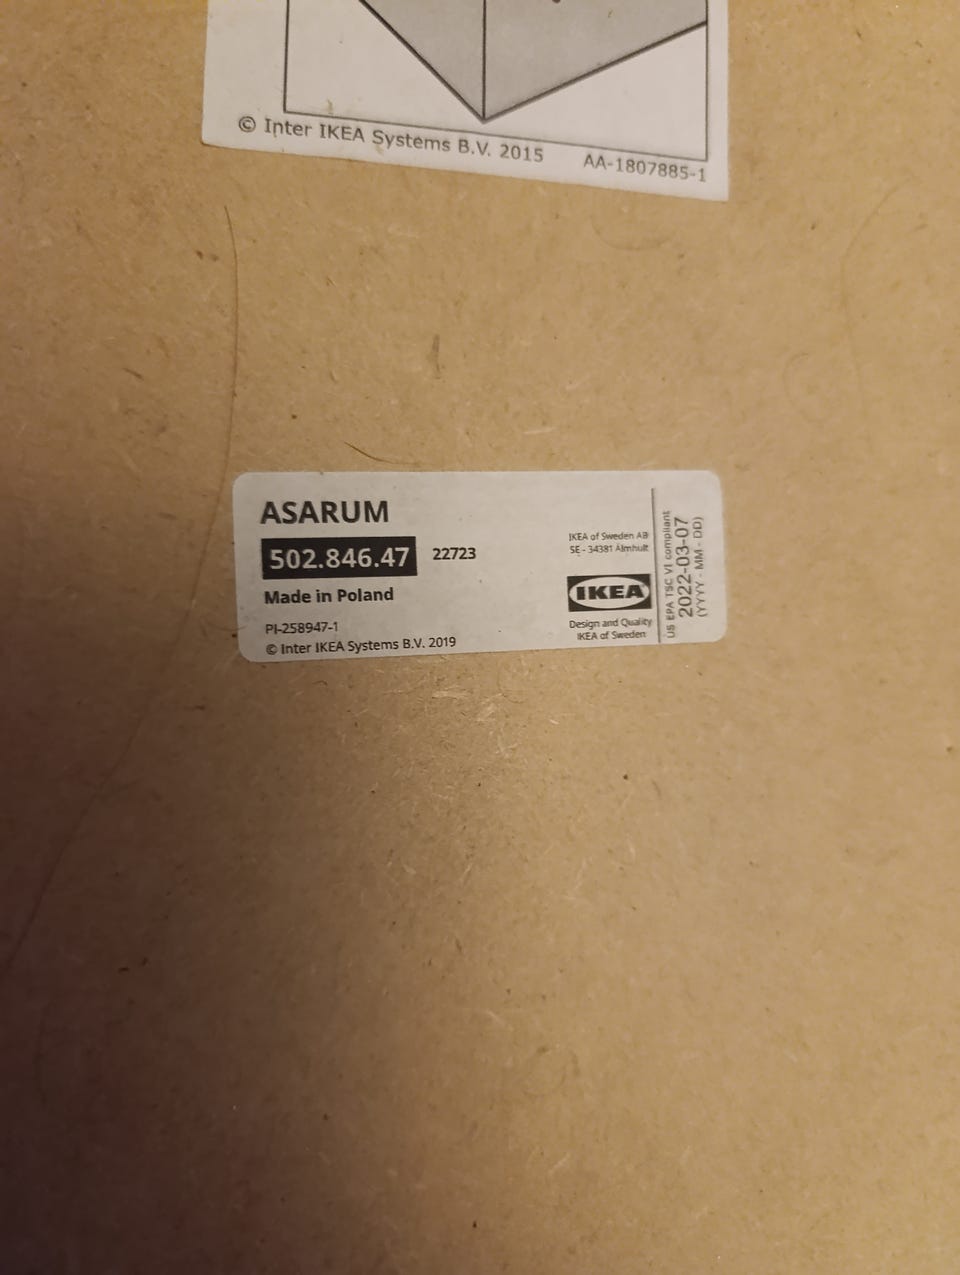 © Inter IKEA Systems B.V. 2015 AA-1807885-1
ASARUM
502.846.47 22723
Made in Poland
PI-258947-1
© Inter IKEA Systems B.V. 2019
IKEA of Sweden AB
SE - 34381 Älmhult
IKEA
Design and Quality
IKEA of Sweden
US EPA TSC VI compliant
2022-03-07
(YYYY - MM - DD)